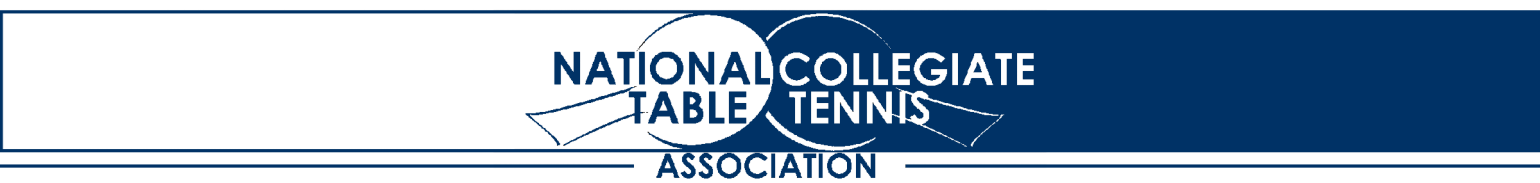 NATIONAL COLLEGIATE
TABLE TENNIS
ASSOCIATION